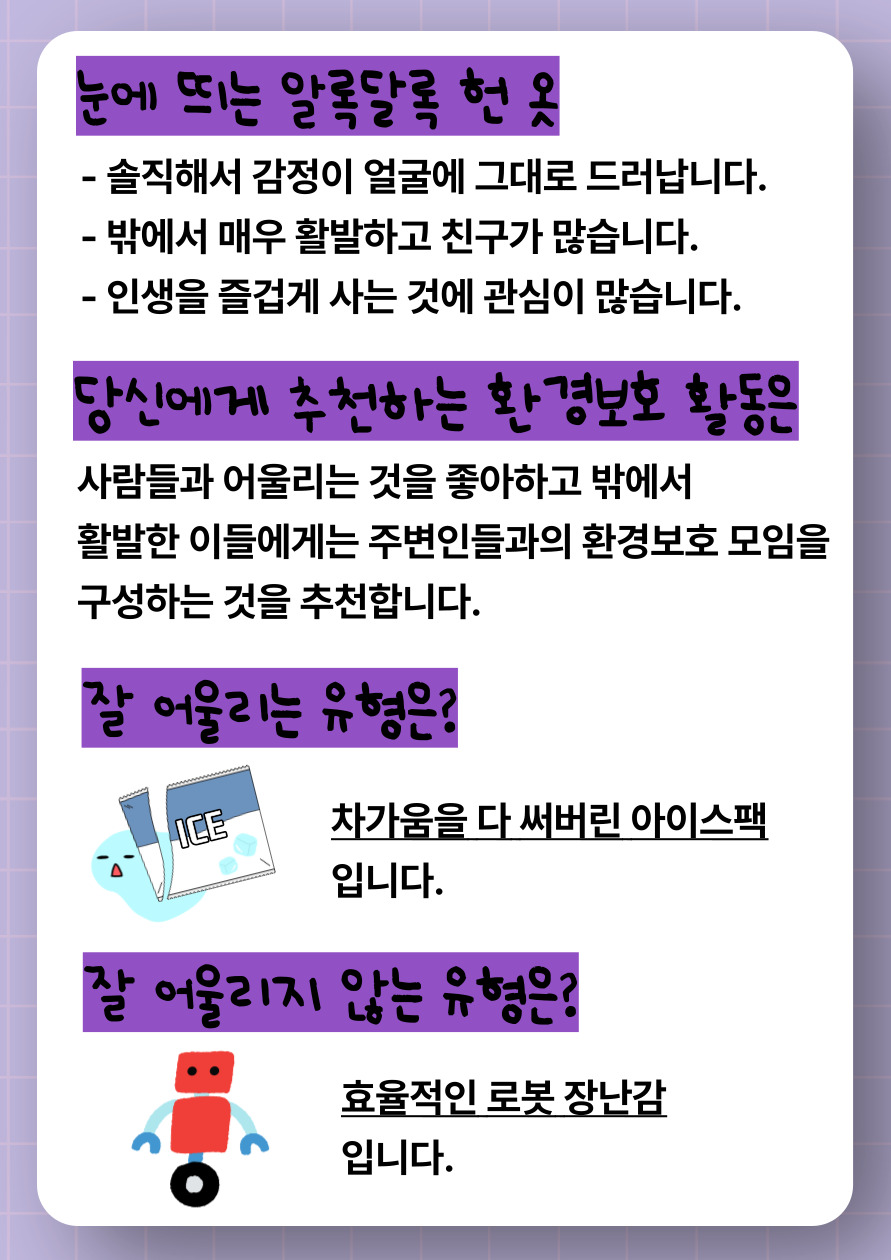 눈에 띄는 알록달록 헌 옷
- 솔직해서 감정이 얼굴에 그대로 드러납니다.
- 밖에서 매우 활발하고 친구가 많습니다.
- 인생을 즐겁게 사는 것에 관심이 많습니다.
당신에게 추천하는 환경보호 활동은
사람들과 어울리는 것을 좋아하고 밖에서
활발한 이들에게는 주변인들과의 환경보호 모임을
구성하는 것을 추천합니다.
잘 어울리는 유형은?
ICE
차가움을 다 써버린 아이스팩
입니다.
잘 어울리지 않는 유형은?
효율적인 로봇 장난감
입니다.